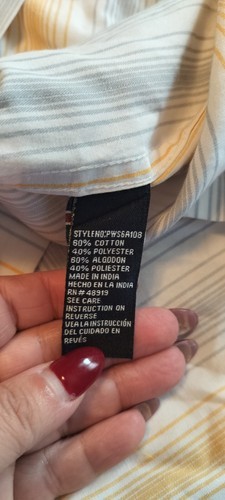 STYLENO:PWS6A108
60% COTTON
40% POLYESTER
60% ALGODON
40% POLIESTER
MADE IN INDIA
HECHO EN LA INDIA
RN# 48919
SEE CARE
INSTRUCTION ON
REVERSE
VEA LA INSTRUCCIÓN
DEL CUIDADO EN
REVÉS